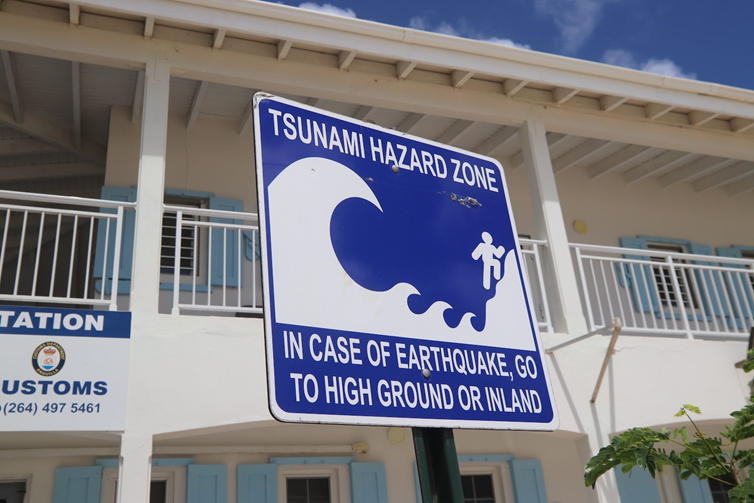 TSUNAMI HAZARD ZONE
IN CASE OF EARTHQUAKE, GO
TO HIGH GROUND OR INLAND
TATION
USTOMS
(264) 497 5461